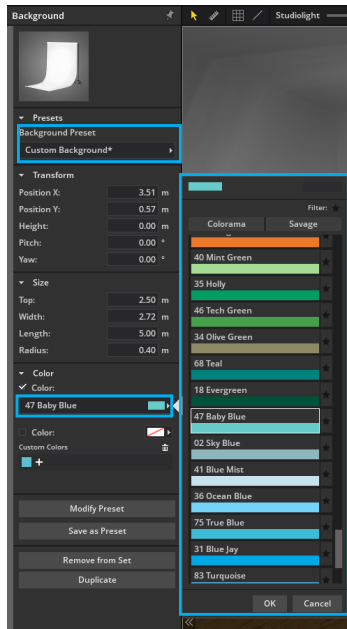 Background
Studiolight
Presets
Background Preset
Custom Background*
Transform
Position X: 3.51 m
Position Y: 0.57 m
Height: 0.00 m
Pitch: 0.00 °
Yaw: 0.00 °
Size
Top: 2.50 m
Width: 2.72 m
Length: 5.00 m
Radius: 0.40 m
Color
Color:
47 Baby Blue
Color:
Custom Colors
+
Modify Preset
Save as Preset
Remove from Set
Duplicate
Filter:
Colorama Savage
40 Mint Green
35 Holly
46 Tech Green
34 Olive Green
68 Teal
18 Evergreen
47 Baby Blue
02 Sky Blue
41 Blue Mist
36 Ocean Blue
75 True Blue
31 Blue Jay
83 Turquoise
OK Cancel